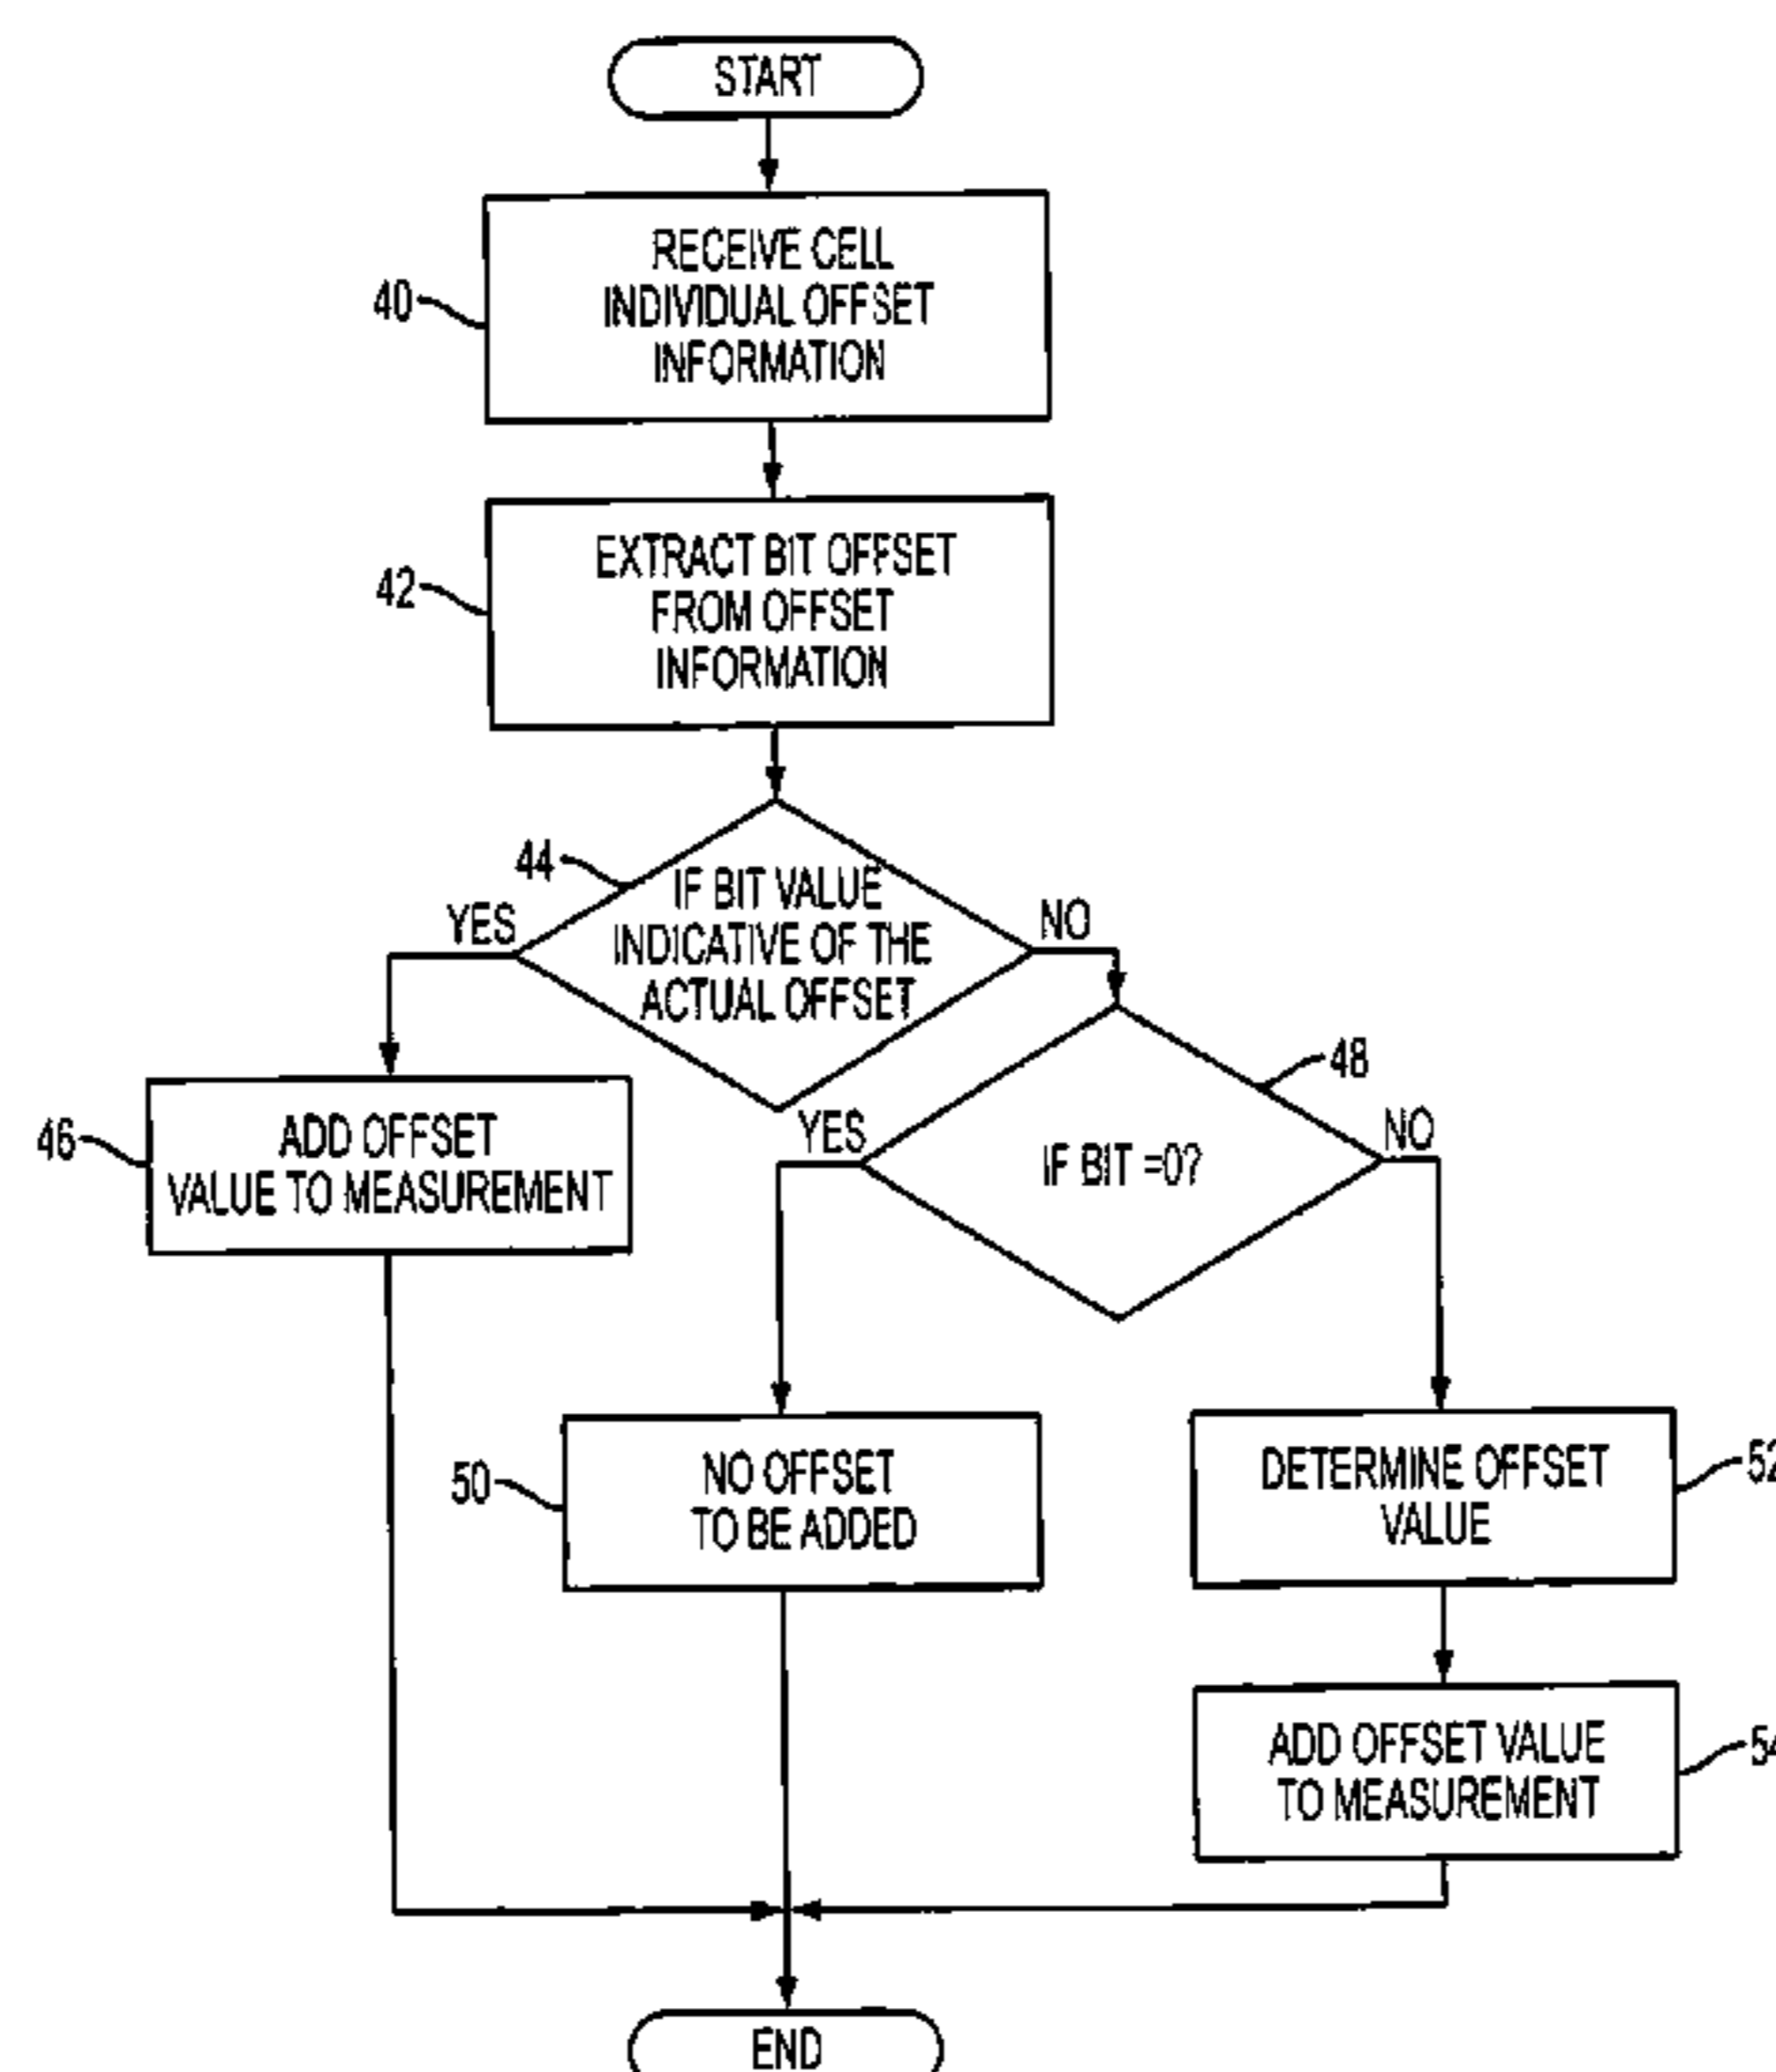 START
RECEIVE CELL
INDIVIDUAL OFFSET
INFORMATION
40
EXTRACT BIT OFFSET
FROM OFFSET
INFORMATION
42
44
IF BIT VALUE
INDICATIVE OF THE
ACTUAL OFFSET
YES
NO
48
46
ADD OFFSET
VALUE TO MEASUREMENT
YES
IF BIT =0?
NO
50
NO OFFSET
TO BE ADDED
DETERMINE OFFSET
VALUE
52
ADD OFFSET VALUE
TO MEASUREMENT
54
END